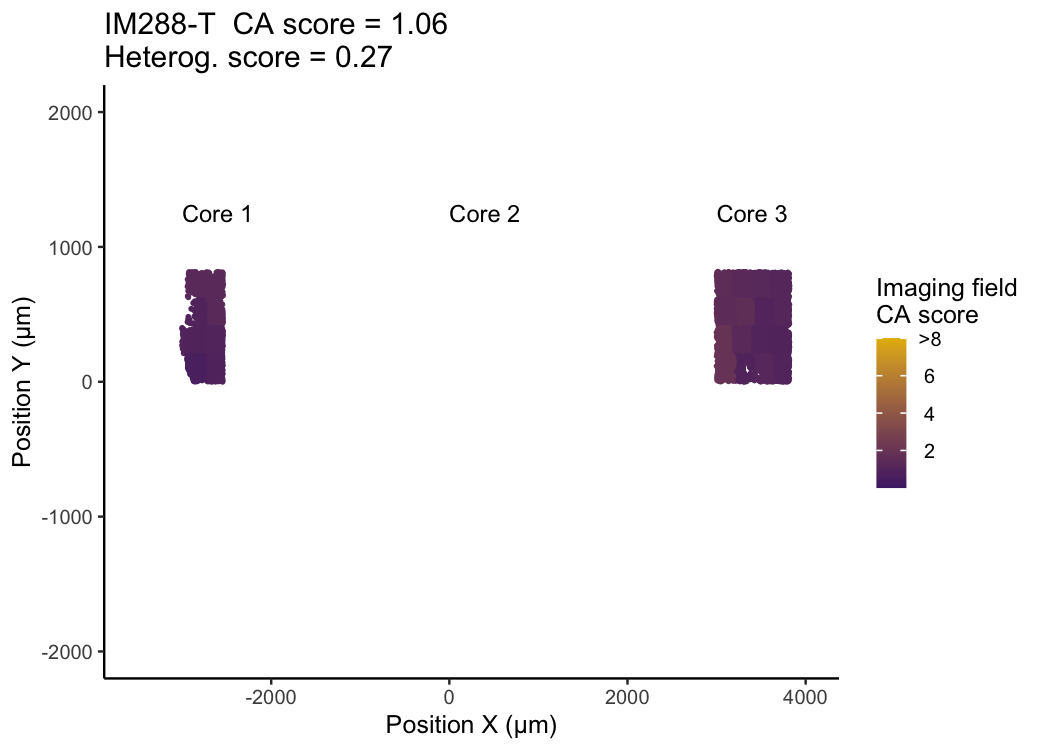 IM288-T  CA score = 1.06
Heterog. score = 0.27
2000
1000
0
-1000
-2000
Position Y (µm)
Core 1
Core 2
Core 3
-2000
0
2000
4000
Position X (µm)
Imaging field
CA score
>8
6
4
2